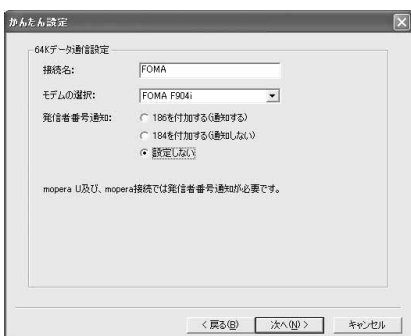 かんたん設定
64Kデータ通信設定
接続名: FOMA
モデムの選択: FOMA F904i
発信者番号通知: 186を付加する(通知する)
184を付加する(通知しない)
設定しない
mopera U及び、mopera接続では発信者番号通知が必要です。
< 戻る(B) 次へ(N) > キャンセル